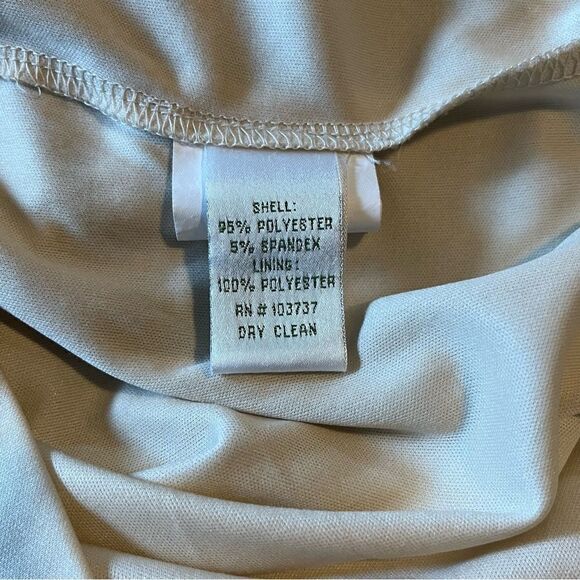 SHELL:
95% POLYESTER
5% SPANDEX
LINING:
100% POLYESTER
RN # 103737
DRY CLEAN